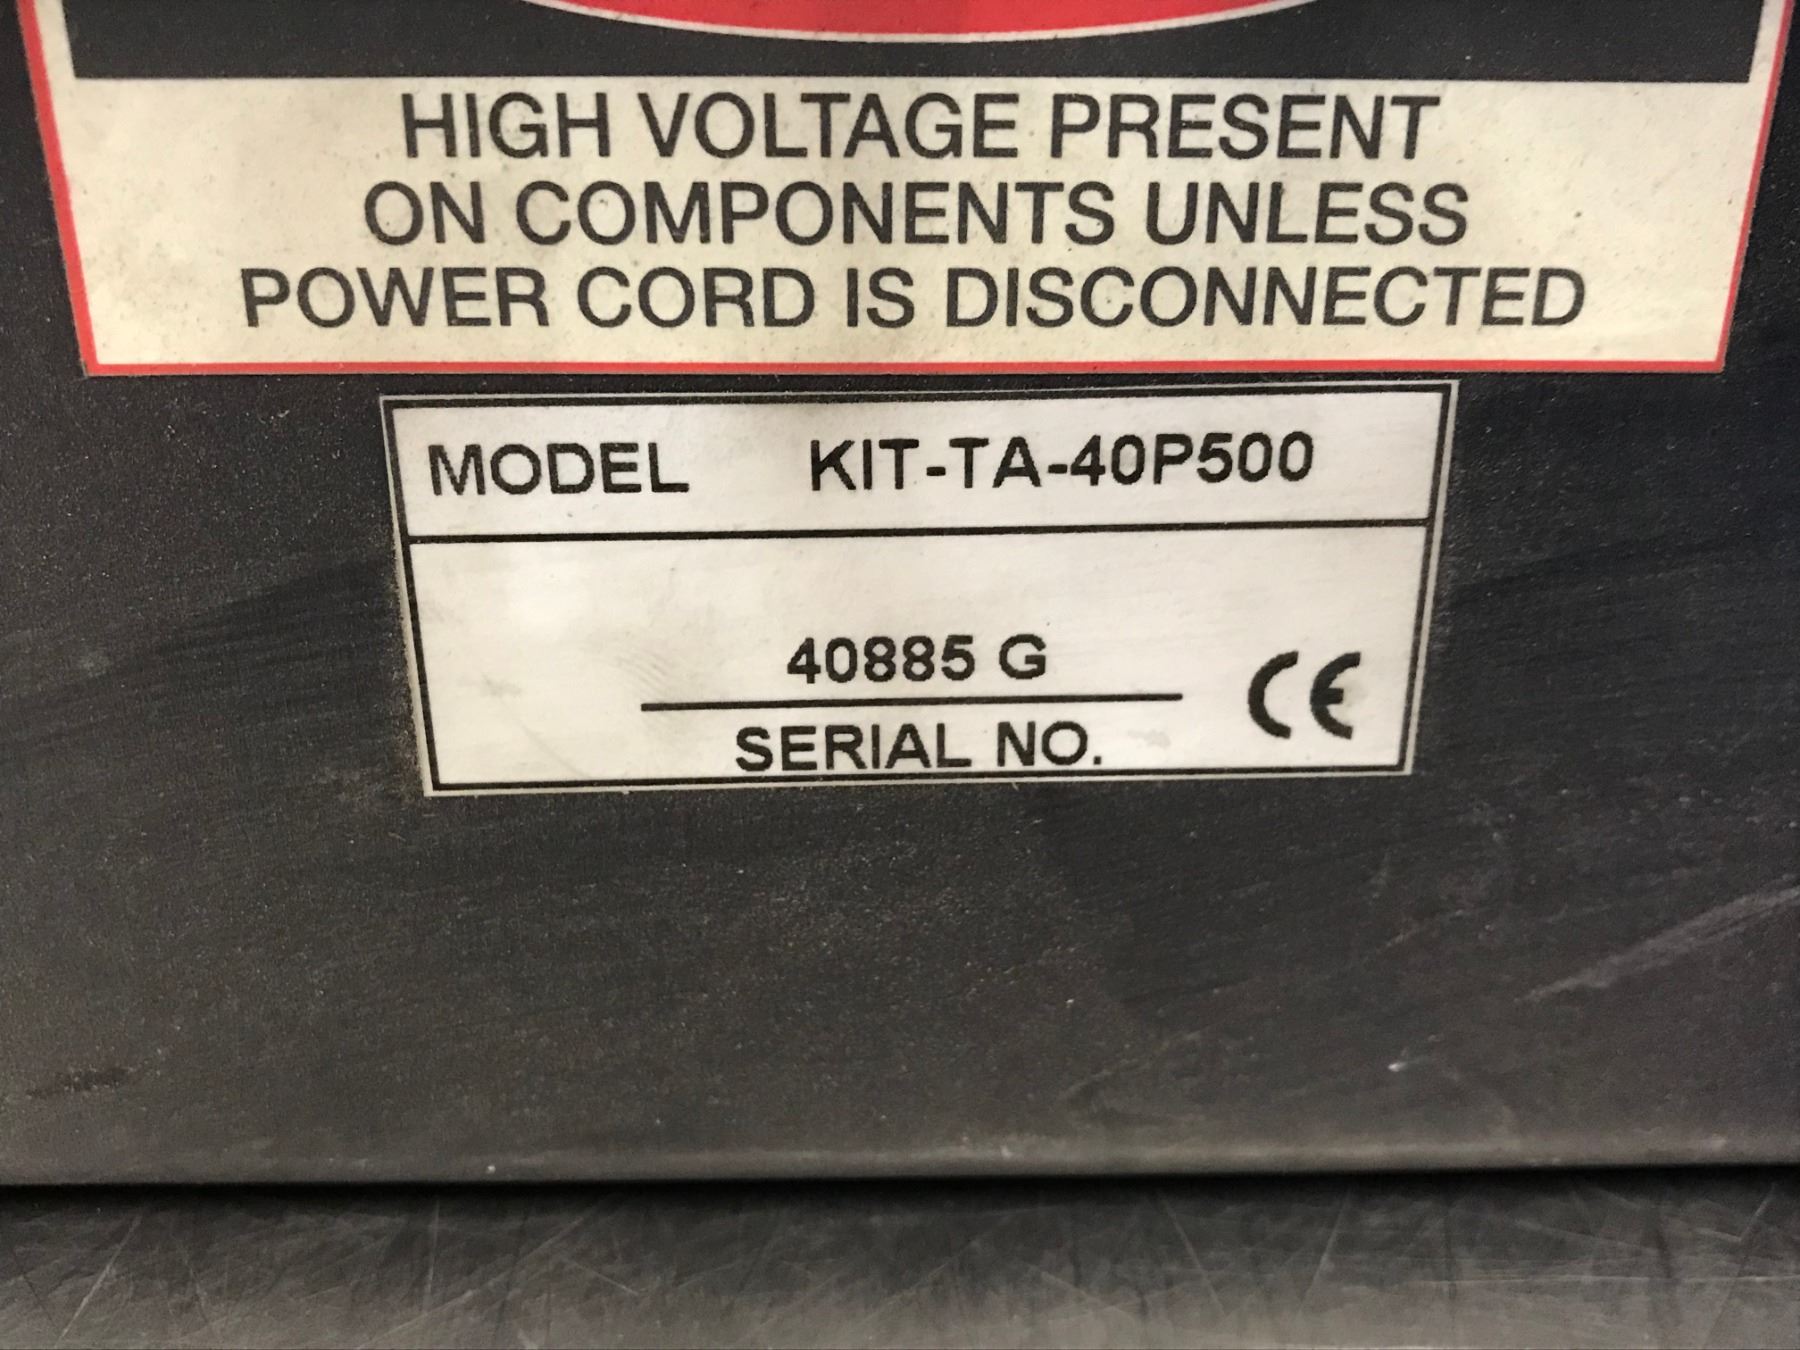 HIGH VOLTAGE PRESENT
ON COMPONENTS UNLESS
POWER CORD IS DISCONNECTED
MODEL KIT-TA-40P500
40885 G
CE
SERIAL NO.